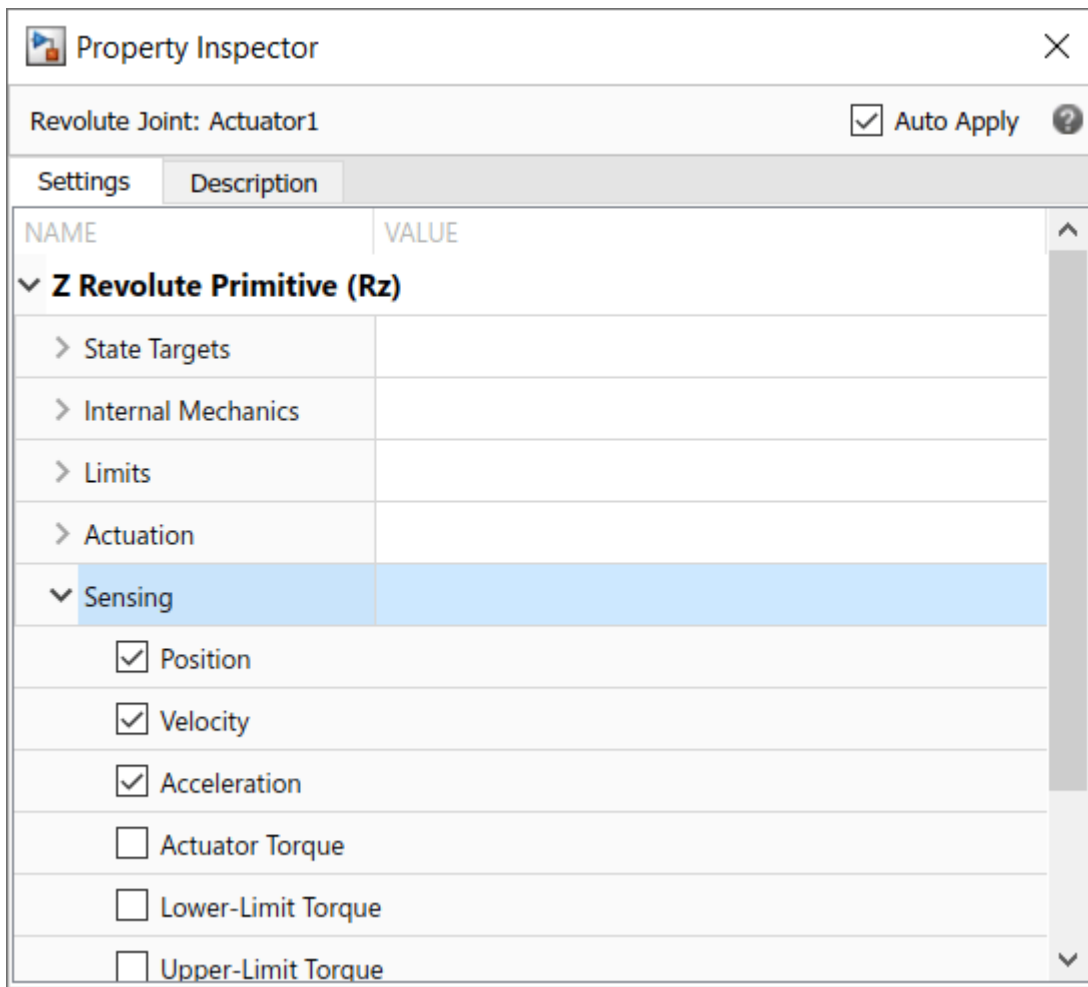 Property Inspector
Revolute Joint: Actuator1 Auto Apply ?
Settings Description
NAME VALUE
Z Revolute Primitive (Rz)
State Targets
Internal Mechanics
Limits
Actuation
Sensing
Position
Velocity
Acceleration
Actuator Torque
Lower-Limit Torque
Upper-Limit Torque